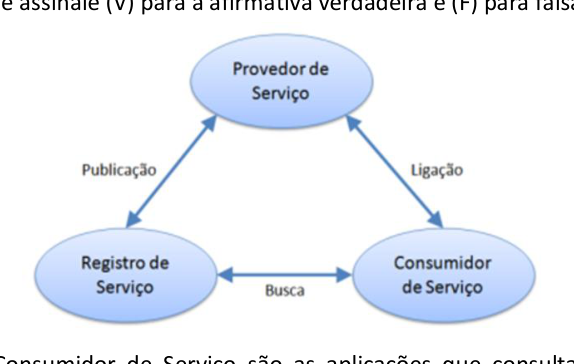 e assinale (V) para a afirmativa verdadeira e (F) para falsa
Provedor de
Serviço
Publicação
Ligação
Registro de
Serviço
Consumidor
de Serviço
Busca
Consumidor de Serviço são as aplicações que consulta